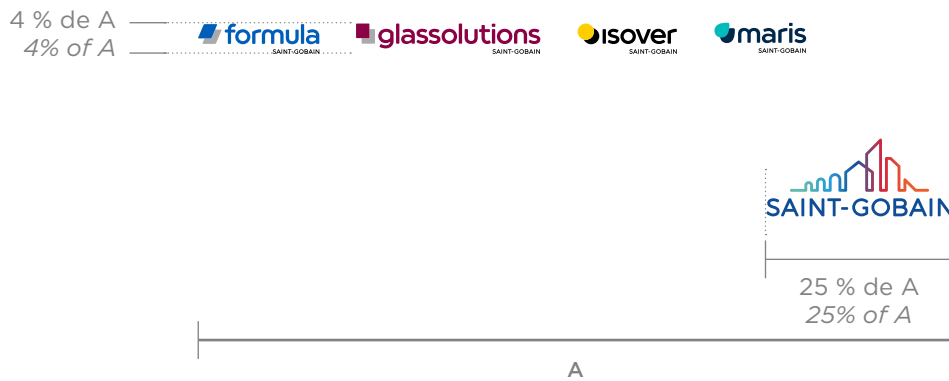 4 % de A
4% of A
formula
SAINT-GOBAIN
glassolutions
SAINT-GOBAIN
ısover
SAINT-GOBAIN
maris
SAINT-GOBAIN
SAINT-GOBAIN
25 % de A
25% of A
A